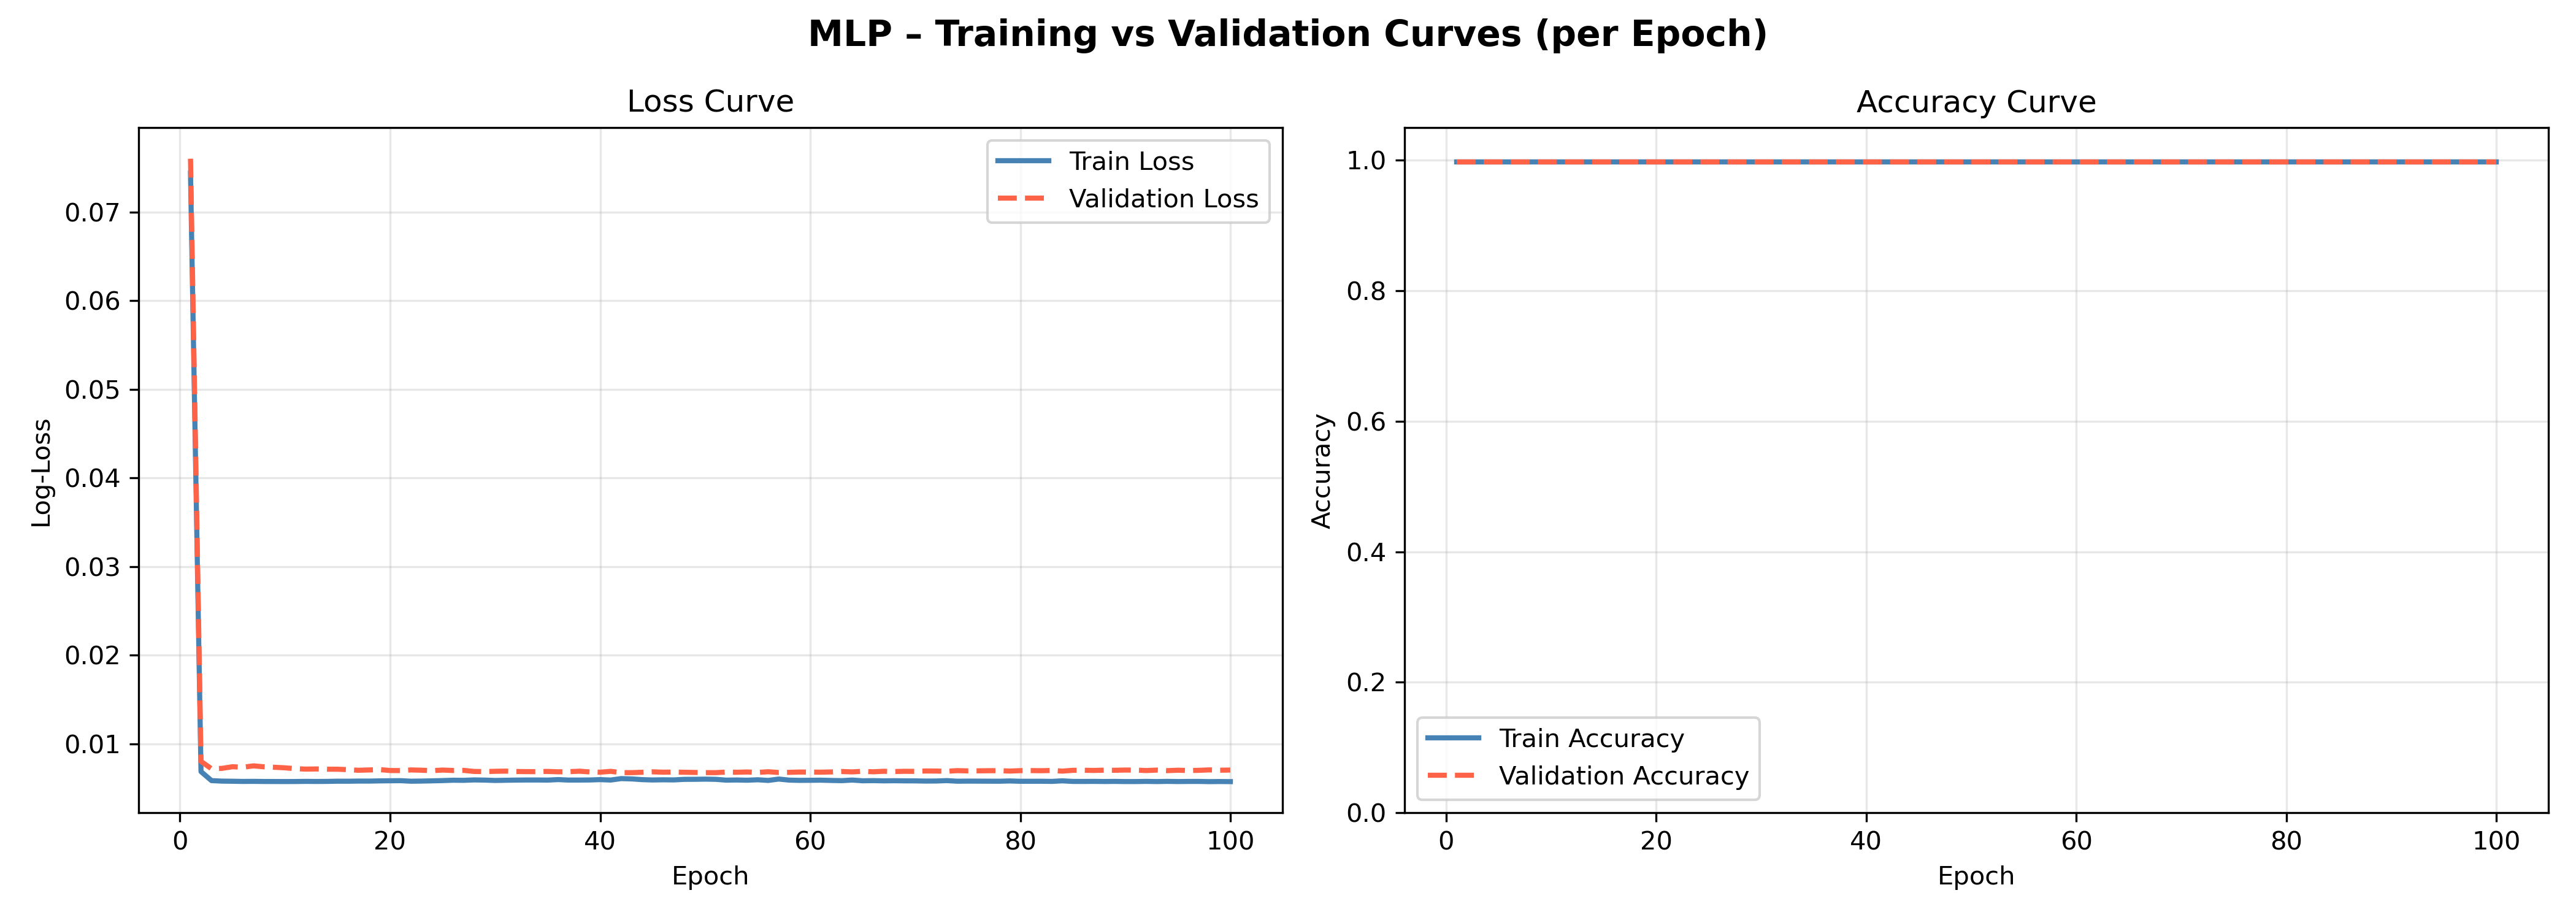 MLP – Training vs Validation Curves (per Epoch)
Loss Curve
Train Loss
Validation Loss
0.07
0.06
0.05
0.04
0.03
0.02
0.01
Log-Loss
0 20 40 60 80 100
Epoch
Accuracy Curve
1.0
0.8
0.6
0.4
0.2
0.0
Accuracy
Train Accuracy
Validation Accuracy
0 20 40 60 80 100
Epoch